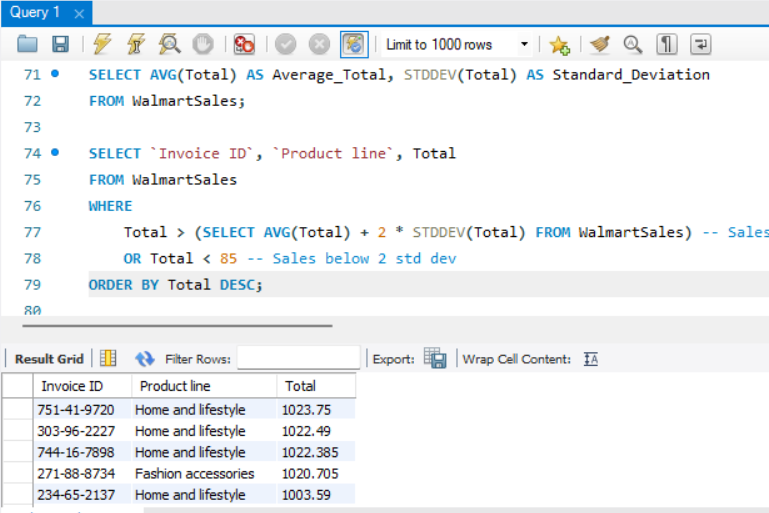 Query 1
Limit to 1000 rows
71 SELECT AVG(Total) AS Average_Total, STDDEV(Total) AS Standard_Deviation
72 FROM WalmartSales;
73
74 SELECT `Invoice ID`, `Product line`, Total
75 FROM WalmartSales
76 WHERE
77 Total > (SELECT AVG(Total) + 2 * STDDEV(Total) FROM WalmartSales) -- Sales
78 OR Total < 85 -- Sales below 2 std dev
79 ORDER BY Total DESC;
80
Result Grid Filter Rows: Export: Wrap Cell Content:
Invoice ID Product line Total
751-41-9720 Home and lifestyle 1023.75
303-96-2227 Home and lifestyle 1022.49
744-16-7898 Home and lifestyle 1022.385
271-88-8734 Fashion accessories 1020.705
234-65-2137 Home and lifestyle 1003.59